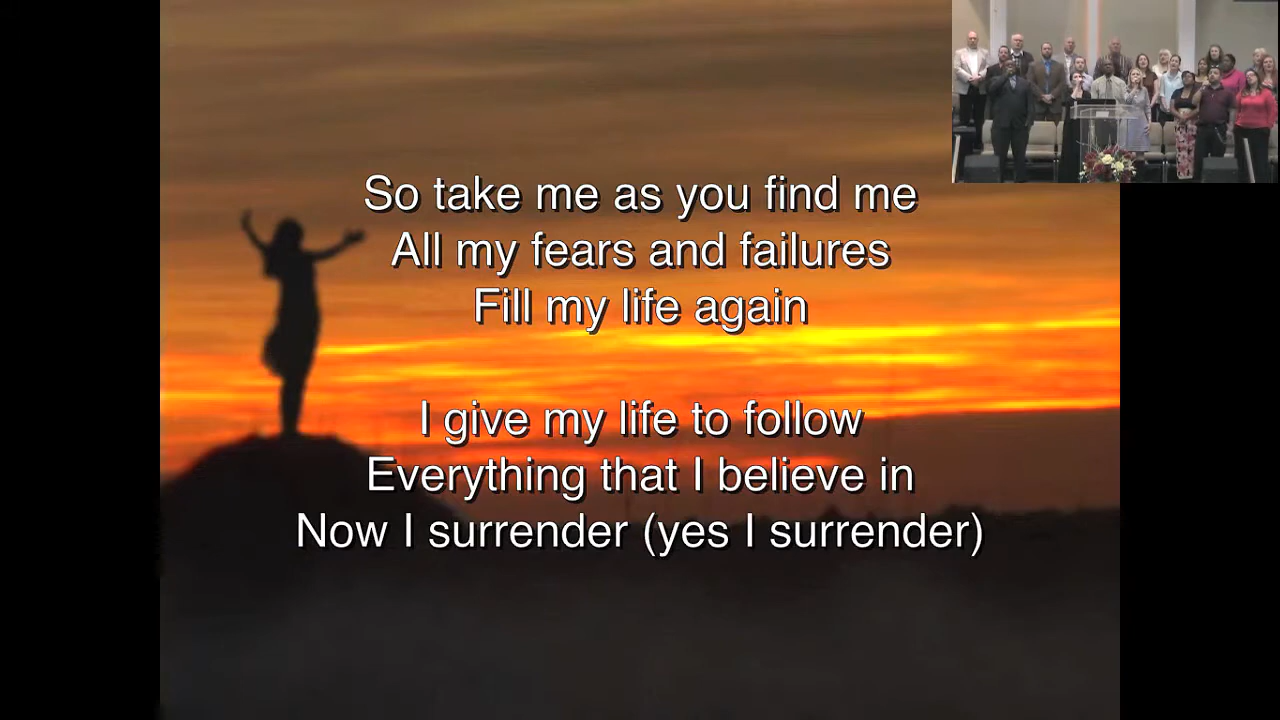 So take me as you find me
All my fears and failures
Fill my life again
I give my life to follow
Everything that I believe in
Now I surrender (yes I surrender)